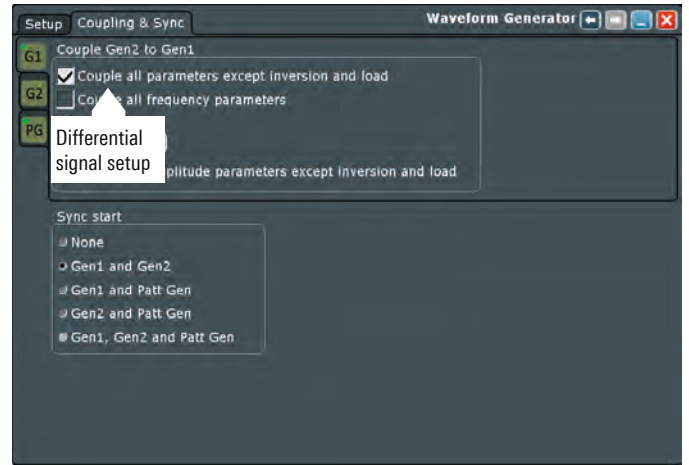 Setup Coupling & Sync Waveform Generator
G1
Couple Gen2 to Gen1
Couple all parameters except inversion and load
G2
all frequency parameters
PG
Differential
signal setup
parameters except inversion and load
Sync start
None
Gen1 and Gen2
Gen1 and Patt Gen
Gen2 and Patt Gen
Gen1, Gen2 and Patt Gen